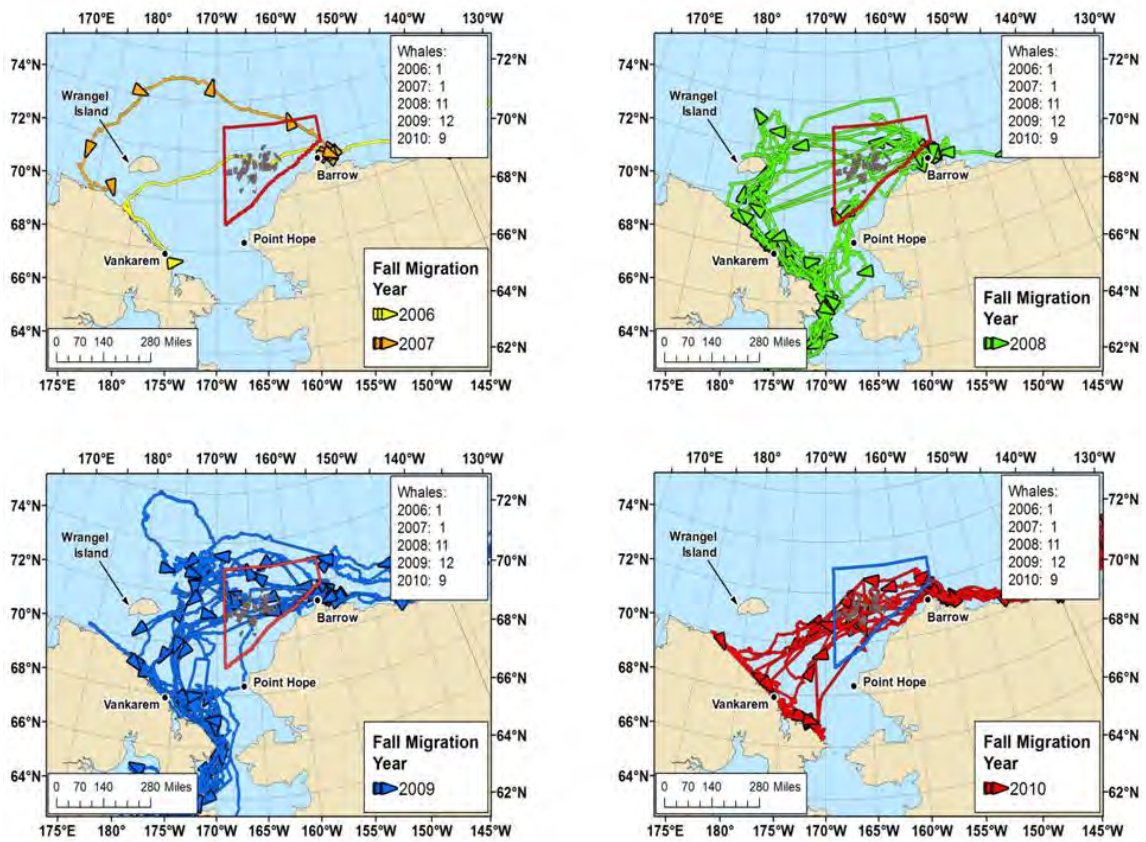 170°E 180° 170°W 160°W 150°W 140°W 130°W
74°N
72°N
70°N
68°N
66°N
64°N
72°N
70°N
68°N
66°N
64°N
62°N
Whales:
2006: 1
2007: 1
2008: 11
2009: 12
2010: 9
Wrangel
Island
Barrow
Point Hope
Vankarem
Fall Migration
Year
2006
2007
0 70 140 280 Miles
175°E 180° 175°W 170°W 165°W 160°W 155°W 150°W 145°W
170°E 180° 170°W 160°W 150°W 140°W 130°W
74°N
72°N
70°N
68°N
66°N
64°N
72°N
70°N
68°N
66°N
64°N
62°N
Whales:
2006: 1
2007: 1
2008: 11
2009: 12
2010: 9
Wrangel
Island
Barrow
Point Hope
Vankarem
Fall Migration
Year
2008
0 70 140 280 Miles
175°E 180° 175°W 170°W 165°W 160°W 155°W 150°W 145°W
170°E 180° 170°W 160°W 150°W 140°W 130°W
74°N
72°N
70°N
68°N
66°N
64°N
72°N
70°N
68°N
66°N
64°N
62°N
Whales:
2006: 1
2007: 1
2008: 11
2009: 12
2010: 9
Wrangel
Island
Barrow
Point Hope
Vankarem
Fall Migration
Year
2009
0 70 140 280 Miles
175°E 180° 175°W 170°W 165°W 160°W 155°W 150°W 145°W
170°E 180° 170°W 160°W 150°W 140°W 130°W
74°N
72°N
70°N
68°N
66°N
64°N
72°N
70°N
68°N
66°N
64°N
62°N
Whales:
2006: 1
2007: 1
2008: 11
2009: 12
2010: 9
Wrangel
Island
Barrow
Point Hope
Vankarem
Fall Migration
Year
2010
0 70 140 280 Miles
175°E 180° 175°W 170°W 165°W 160°W 155°W 150°W 145°W